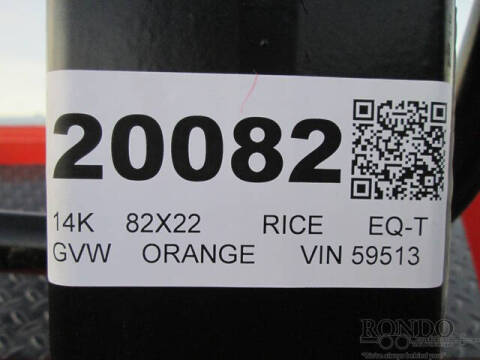 20082
14K 82X22 RICE EQ-T
GVW ORANGE VIN 59513
RONDO